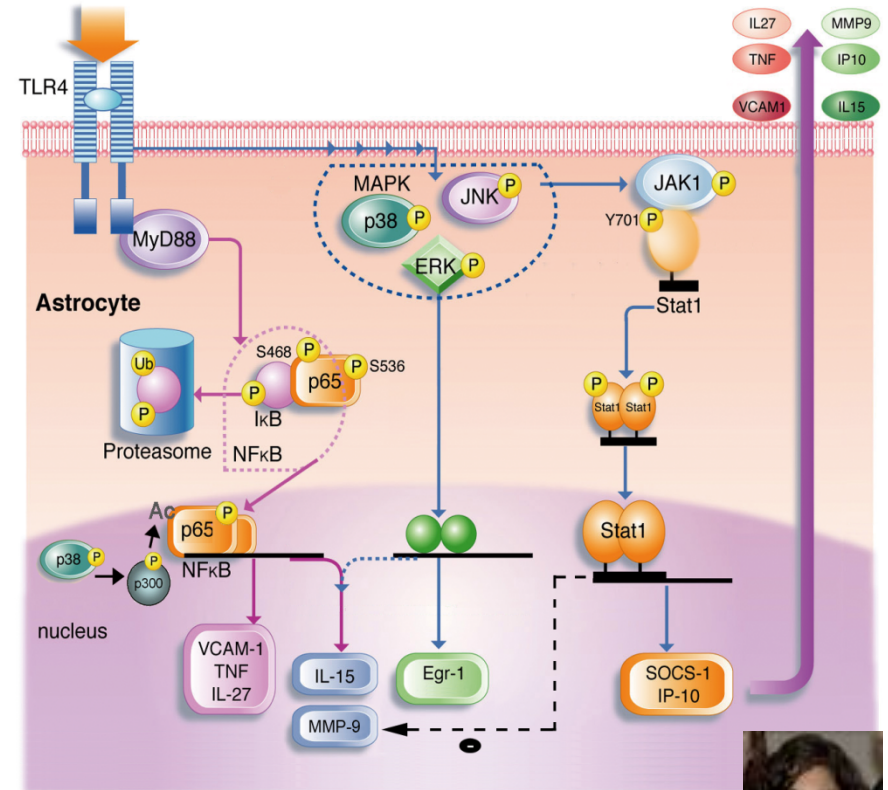 IL27
MMP9
TNF
IP10
VCAM1
IL15
TLR4
MAPK
JNK
P
p38
P
ERK
P
JAK1
P
Y701
P
Stat1
MyD88
Astrocyte
Ub
P
Proteasome
S468
P
p65
P
S536
P
IκB
NFκB
P
P
Stat1
Stat1
Ac
p65
P
NFκB
p38
P
P
p300
nucleus
Stat1
VCAM-1
TNF
IL-27
IL-15
MMP-9
Egr-1
SOCS-1
IP-10
-